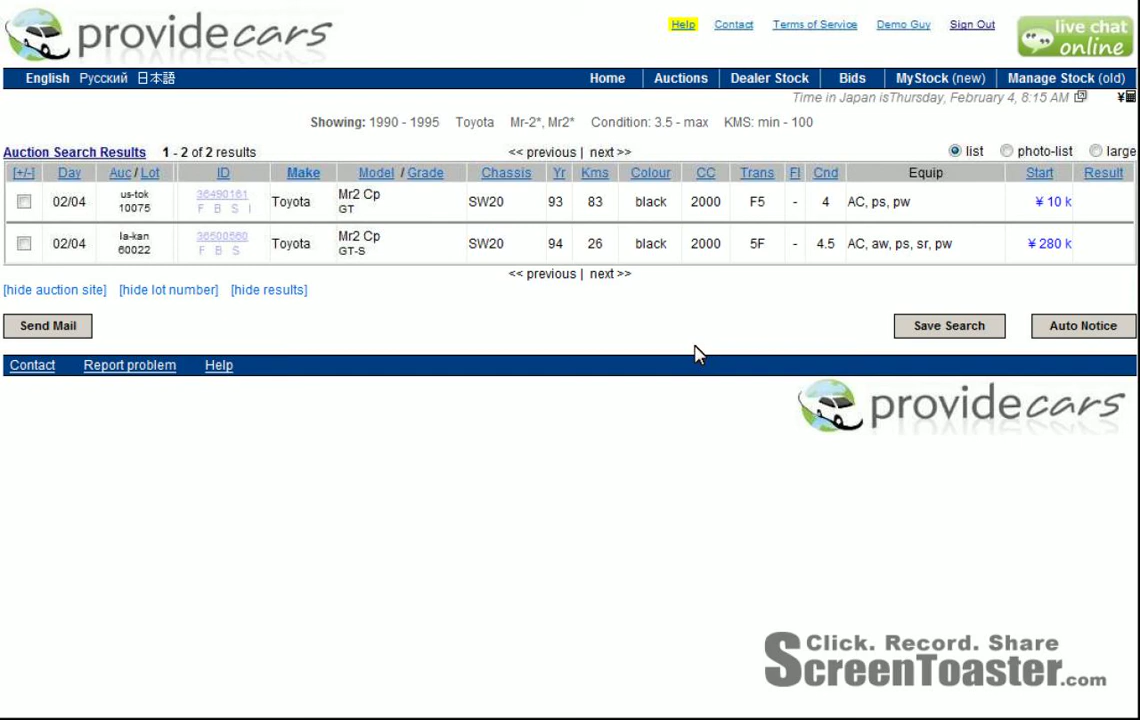 providecars
Help Contact Terms of Service Demo Guy Sign Out
live chat
online
English Русский 日本語
Home Auctions Dealer Stock Bids MyStock (new) Manage Stock (old)
Time in Japan isThursday, February 4, 8:15 AM ¥
Showing: 1990 - 1995 Toyota Mr-2*, Mr2* Condition: 3.5 - max KMS: min - 100
Auction Search Results 1 - 2 of 2 results << previous | next >> list photo-list large
[+/-] Day Auc / Lot ID Make Model / Grade Chassis Yr Kms Colour CC Trans Fl Cnd Equip Start Result
02/04 us-tok 36490161 Toyota Mr2 Cp SW20 93 83 black 2000 F5 - 4 AC, ps, pw ¥ 10 k
10075 F B S I GT
02/04 la-kan 36500560 Toyota Mr2 Cp SW20 94 26 black 2000 5F - 4.5 AC, aw, ps, sr, pw ¥ 280 k
60022 F B S GT-S
<< previous | next >>
[hide auction site] [hide lot number] [hide results]
Send Mail Save Search Auto Notice
Contact Report problem Help
providecars
Click. Record. Share
ScreenToaster.com